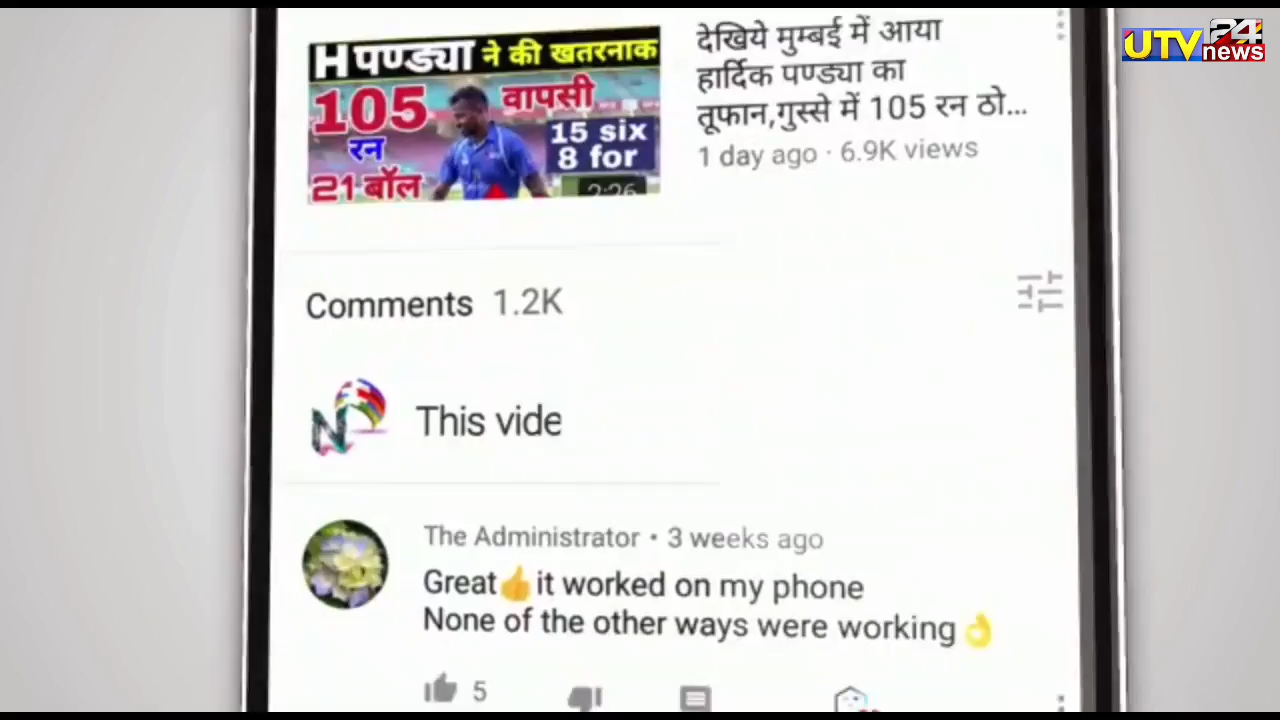 UTV 24 news
H पण्ड्या ने की खतरनाक
105
वापसी
रन
15 six
8 for
21 बॉल
2:26
देखिये मुम्बई में आया
हार्दिक पण्ड्या का
तूफान,गुस्से में 105 रन ठो...
1 day ago · 6.9K views
Comments 1.2K
N
This vide
The Administrator • 3 weeks ago
Great👍it worked on my phone
None of the other ways were working👌
5